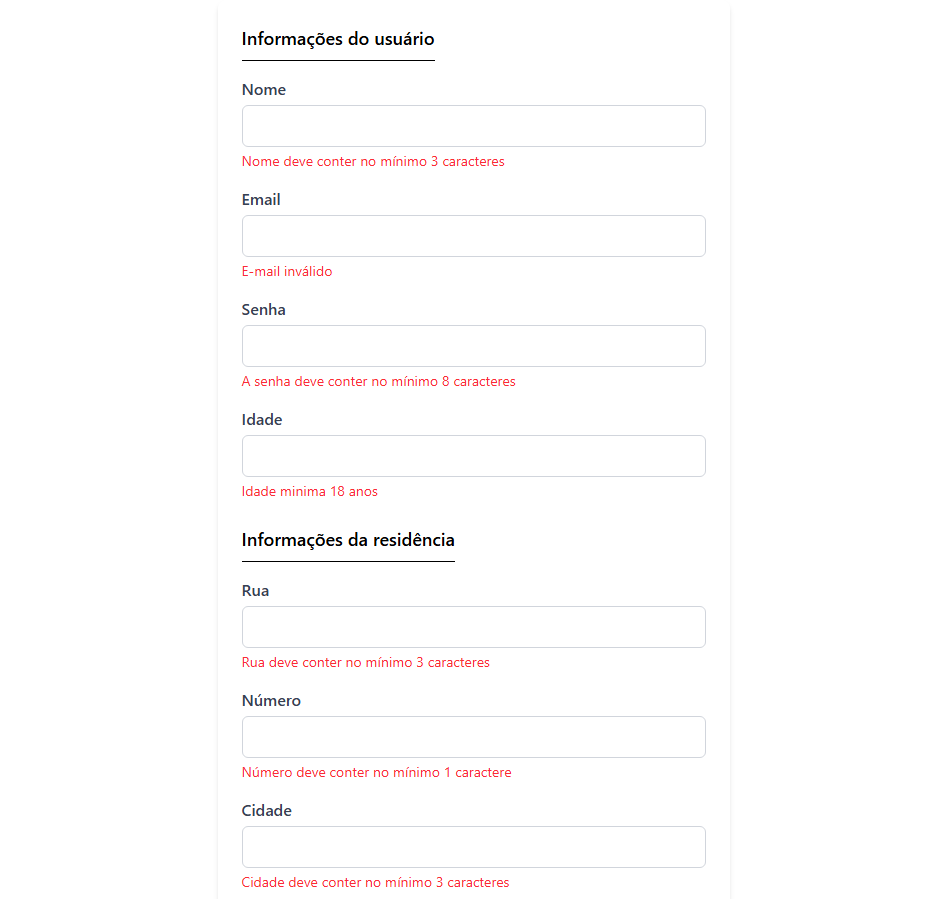 Informações do usuário
Nome
Nome deve conter no mínimo 3 caracteres
Email
E-mail inválido
Senha
A senha deve conter no mínimo 8 caracteres
Idade
Idade minima 18 anos
Informações da residência
Rua
Rua deve conter no mínimo 3 caracteres
Número
Número deve conter no mínimo 1 caractere
Cidade
Cidade deve conter no mínimo 3 caracteres